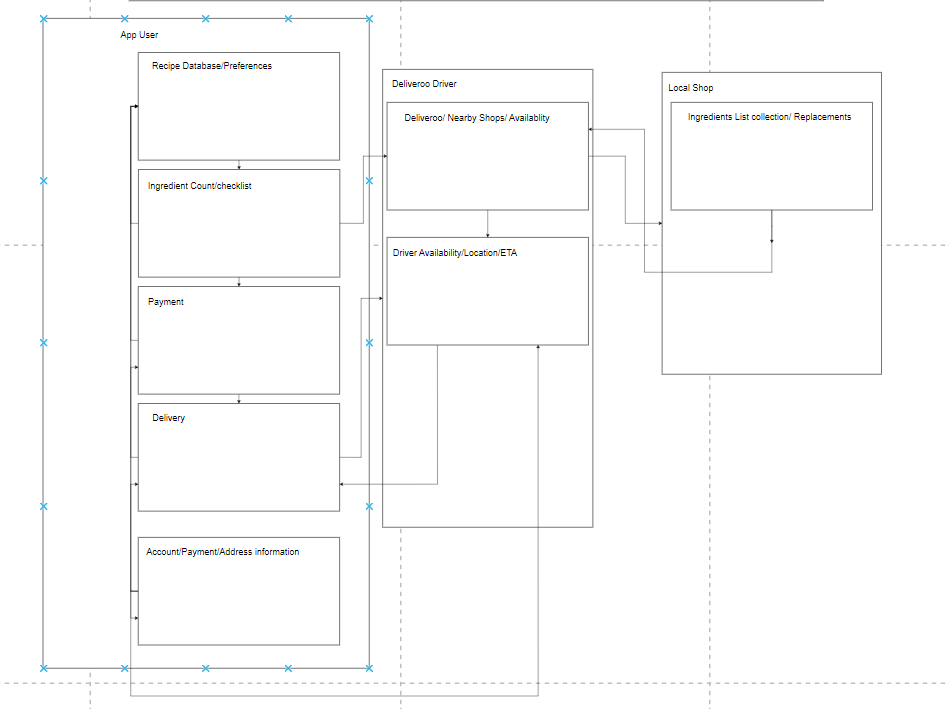 App User
Recipe Database/Preferences
Ingredient Count/checklist
Payment
Delivery
Account/Payment/Address information
Deliveroo Driver
Deliveroo/ Nearby Shops/ Availablity
Driver Availability/Location/ETA
Local Shop
Ingredients List collection/ Replacements